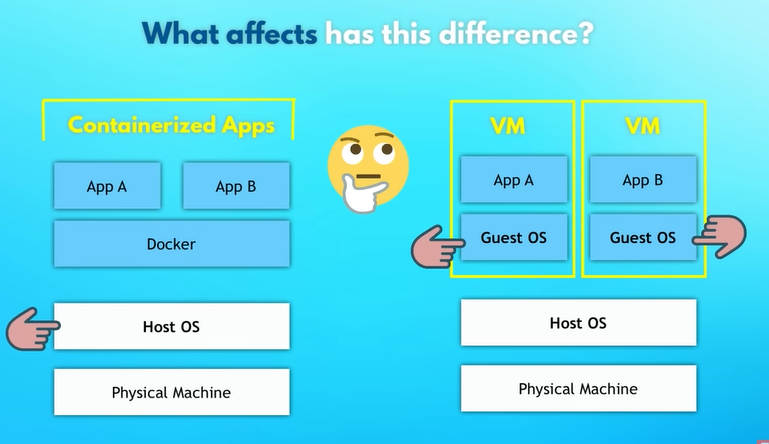 What affects has this difference?
Containerized Apps
App A
App B
Docker
Host OS
Physical Machine
VM
VM
App A
App B
Guest OS
Guest OS
Host OS
Physical Machine